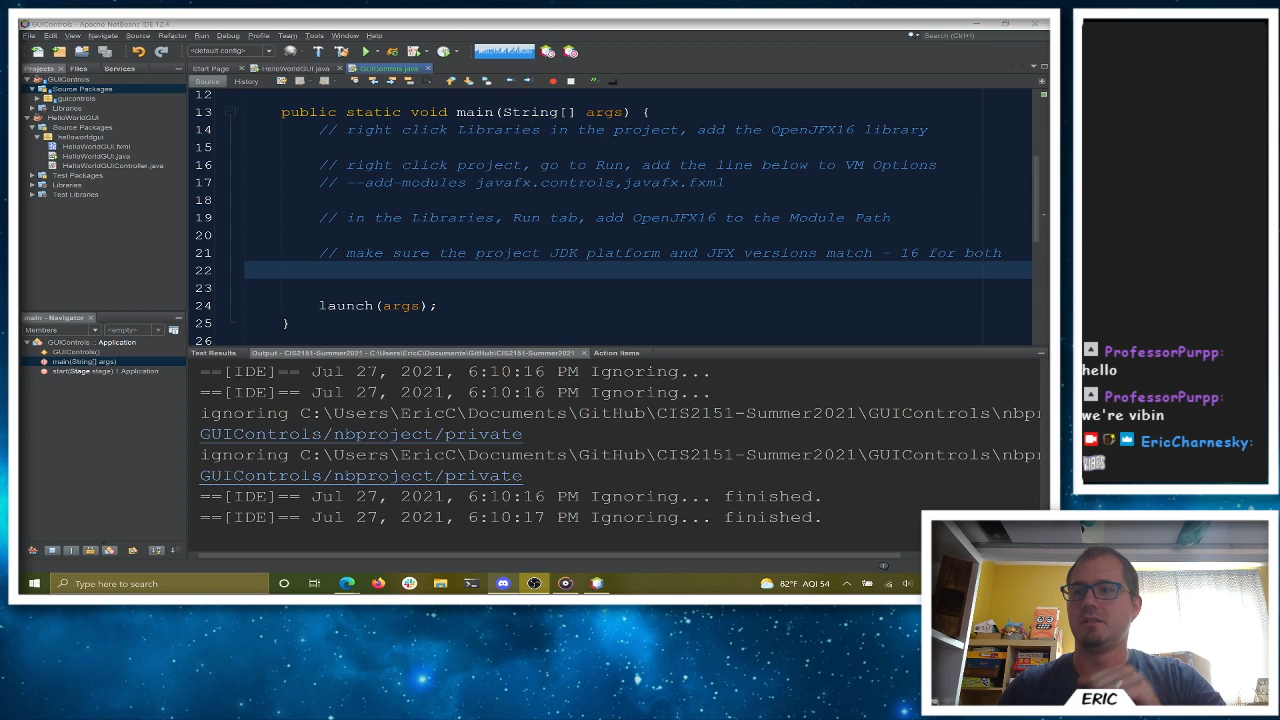 GUIControls - Apache NetBeans IDE 12.4
File Edit View Navigate Source Refactor Run Debug Profile Team Tools Window Help
Search (Ctrl+I)
<default config>
Projects Files Services
Start Page HelloWorldGUI.java GUIControls.java
Source History
GUIControls
Source Packages
guicontrols
Libraries
HelloWorldGUI
Source Packages
helloworldgui
HelloWorldGUI.fxml
HelloWorldGUI.java
HelloWorldGUIController.java
Test Packages
Libraries
Test Libraries
12
13 public static void main(String[] args) {
14 // right click Libraries in the project, add the OpenJFX16 library
15
16 // right click project, go to Run, add the line below to VM Options
17 // --add-modules javafx.controls,javafx.fxml
18
19 // in the Libraries, Run tab, add OpenJFX16 to the Module Path
20
21 // make sure the project JDK platform and JFX versions match - 16 for both
22
23
24 launch(args);
25 }
26
main - Navigator
Members <empty>
GUIControls :: Application
GUIControls()
main(String[] args)
start(Stage stage) ↑ Application
Test Results Output - CIS2151-Summer2021 - C:\Users\EricC\Documents\GitHub\CIS2151-Summer2021 Action Items
==[IDE]== Jul 27, 2021, 6:10:16 PM Ignoring...
==[IDE]== Jul 27, 2021, 6:10:16 PM Ignoring...
ignoring C:\Users\EricC\Documents\GitHub\CIS2151-Summer2021\GUIControls\nbpro
GUIControls/nbproject/private
ignoring C:\Users\EricC\Documents\GitHub\CIS2151-Summer2021\GUIControls\nbpro
GUIControls/nbproject/private
==[IDE]== Jul 27, 2021, 6:10:16 PM Ignoring... finished.
==[IDE]== Jul 27, 2021, 6:10:17 PM Ignoring... finished.
Type here to search
82°F AQI 54
ProfessorPurpp:
hello
ProfessorPurpp:
we're vibin
EricCharnesky:
VIBES
ERIC